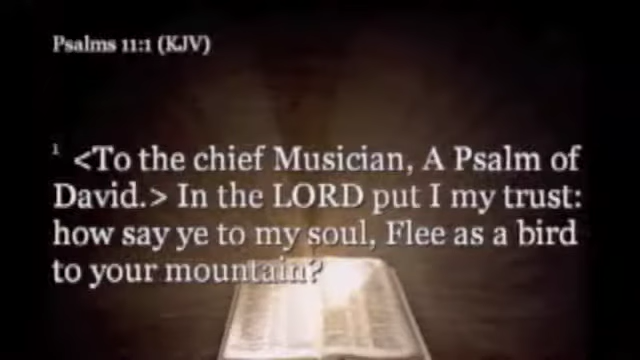 Psalms 11:1 (KJV)
1 <To the chief Musician, A Psalm of
David.> In the LORD put I my trust:
how say ye to my soul, Flee as a bird
to your mountain?